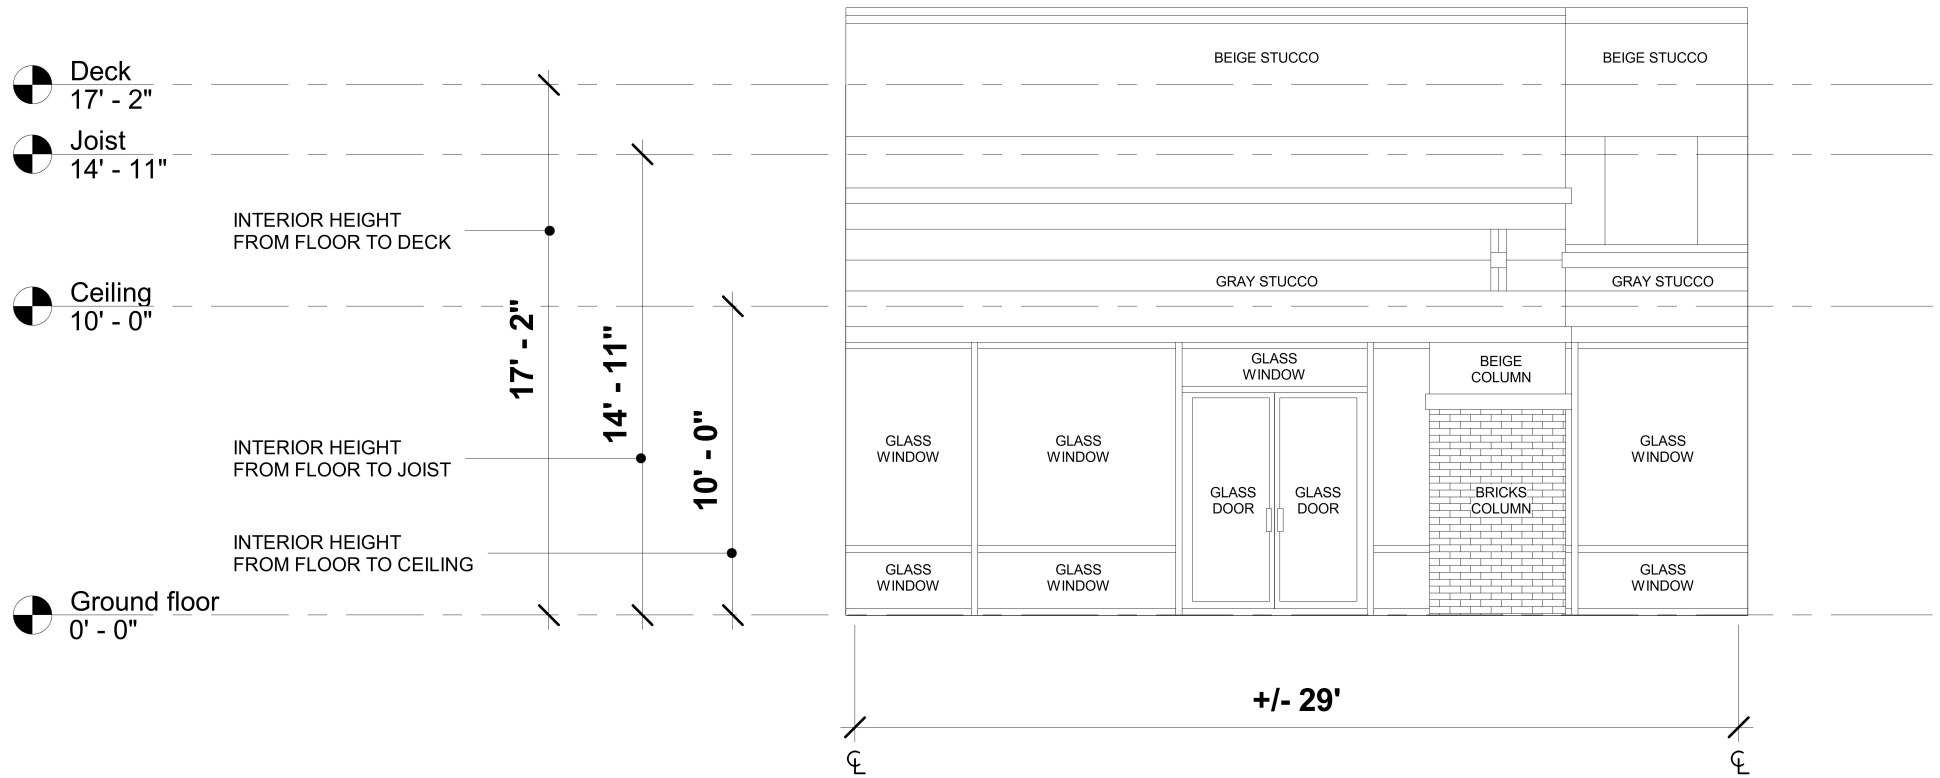 Deck
17' - 2"
Joist
14' - 11"
INTERIOR HEIGHT
FROM FLOOR TO DECK
Ceiling
10' - 0"
INTERIOR HEIGHT
FROM FLOOR TO JOIST
INTERIOR HEIGHT
FROM FLOOR TO CEILING
Ground floor
0' - 0"
17' - 2"
14' - 11"
10' - 0"
BEIGE STUCCO
BEIGE STUCCO
GRAY STUCCO
GRAY STUCCO
GLASS
WINDOW
BEIGE
COLUMN
GLASS
WINDOW
GLASS
WINDOW
GLASS
WINDOW
GLASS
DOOR
GLASS
DOOR
BRICKS
COLUMN
GLASS
WINDOW
GLASS
WINDOW
GLASS
WINDOW
+/- 29'
℄
℄